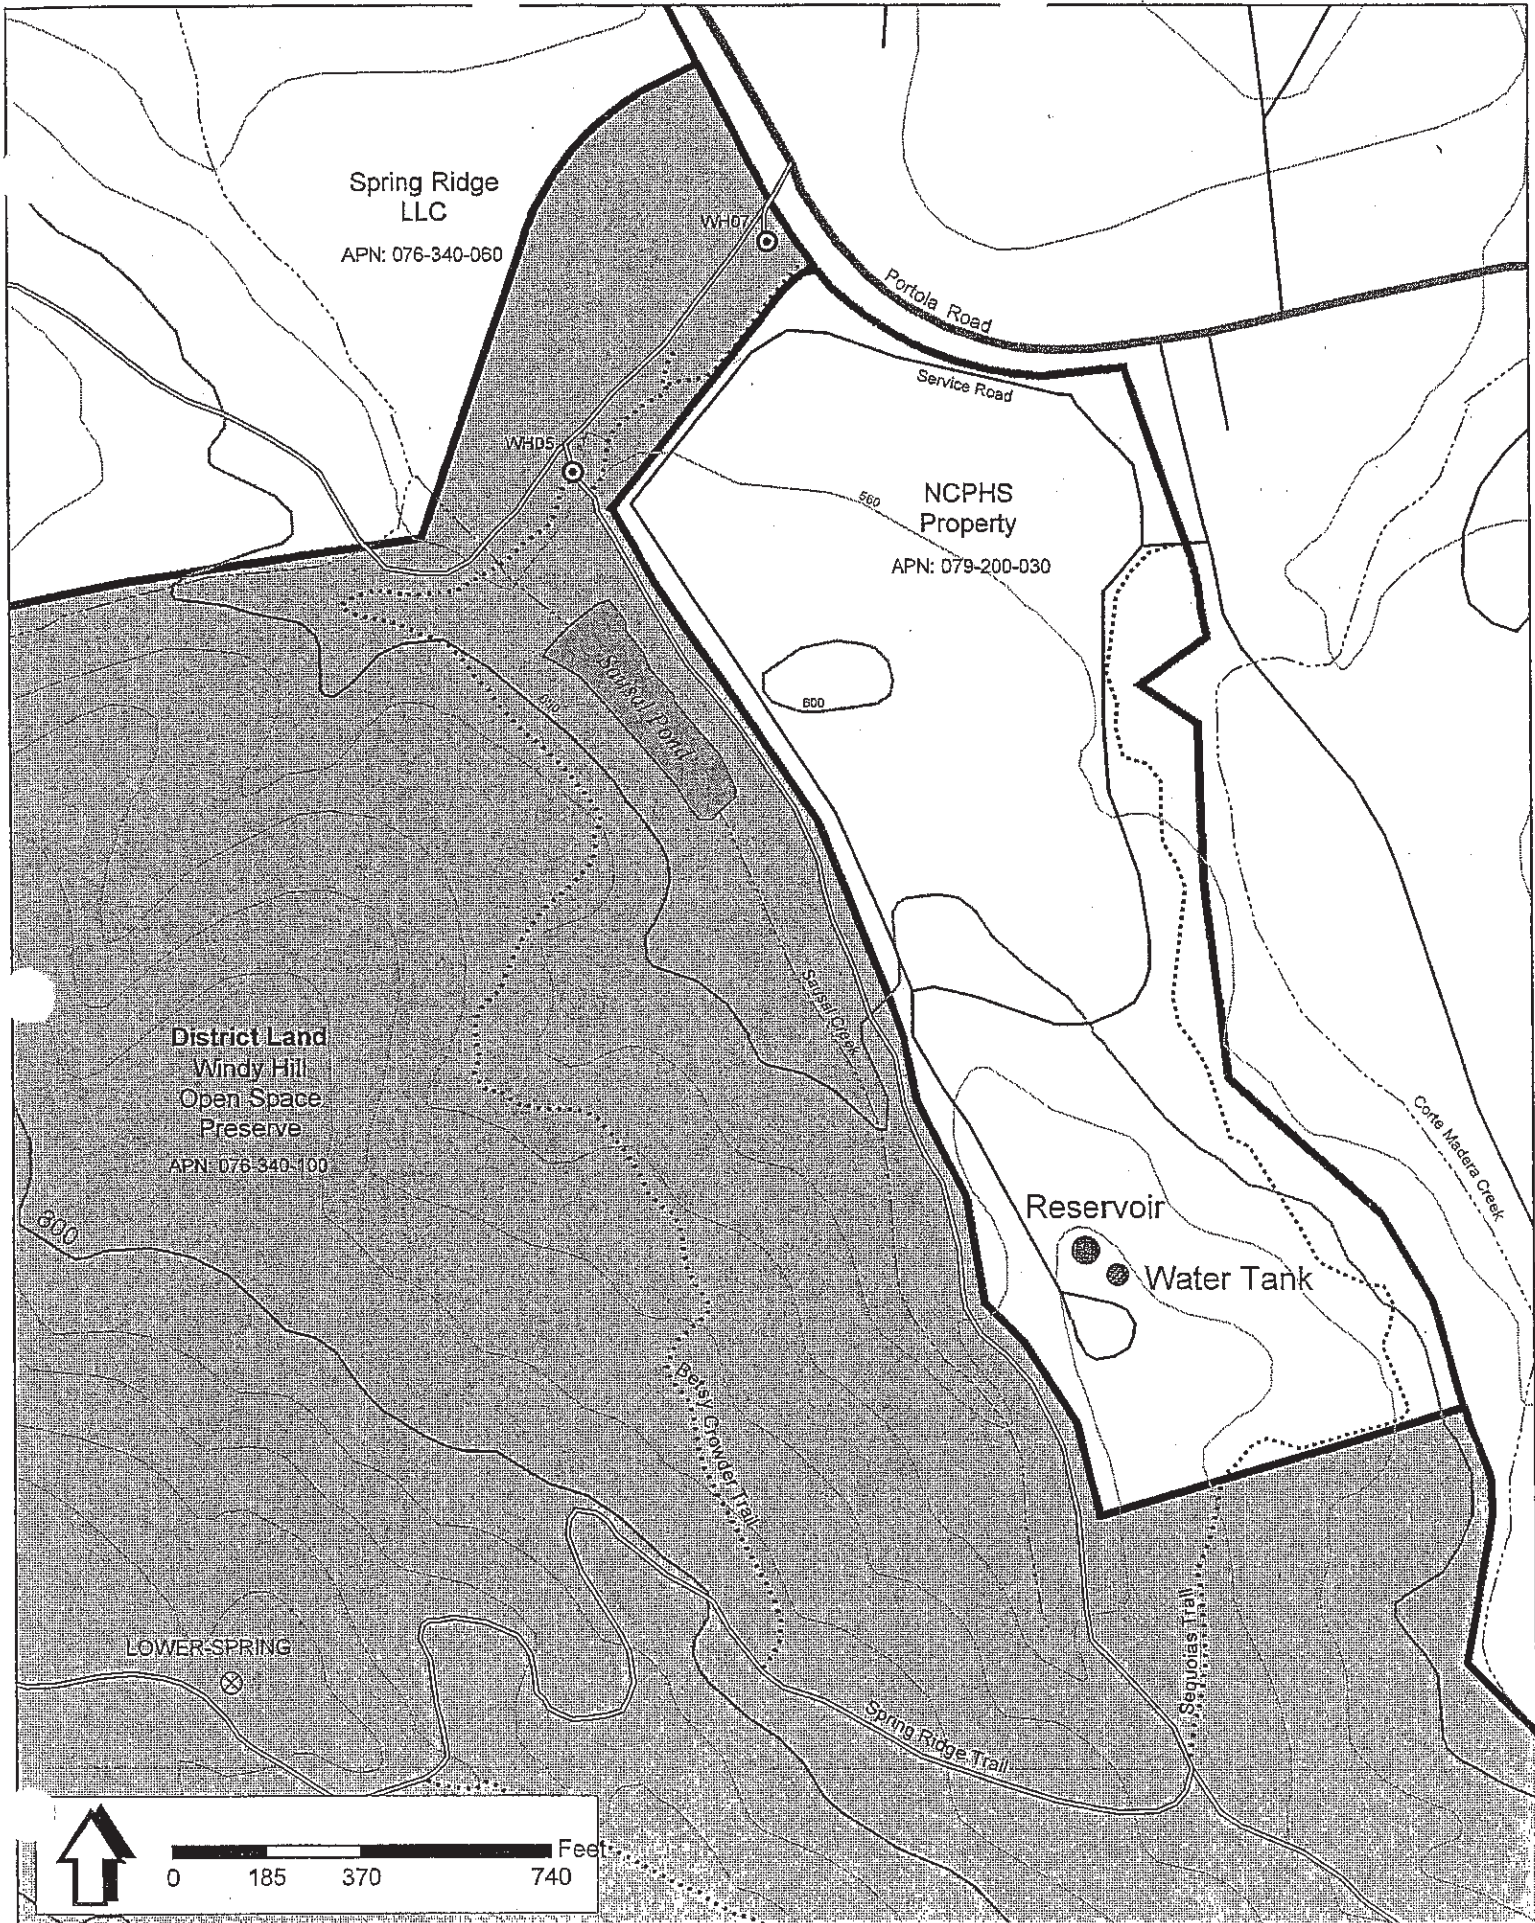 Spring Ridge
LLC
APN: 076-340-060
WH07
Portola Road
Service Road
WH05
NCPHS
Property
APN: 079-200-030
560
600
600
Sausal Pond
Sausal Creek
District Land
Windy Hill
Open Space
Preserve
APN: 076-340-100
Corte Madera Creek
800
Reservoir
Water Tank
Betsy Crowder Trail
Sequoias Trail
LOWER SPRING
Spring Ridge Trail
Feet
0 185 370 740